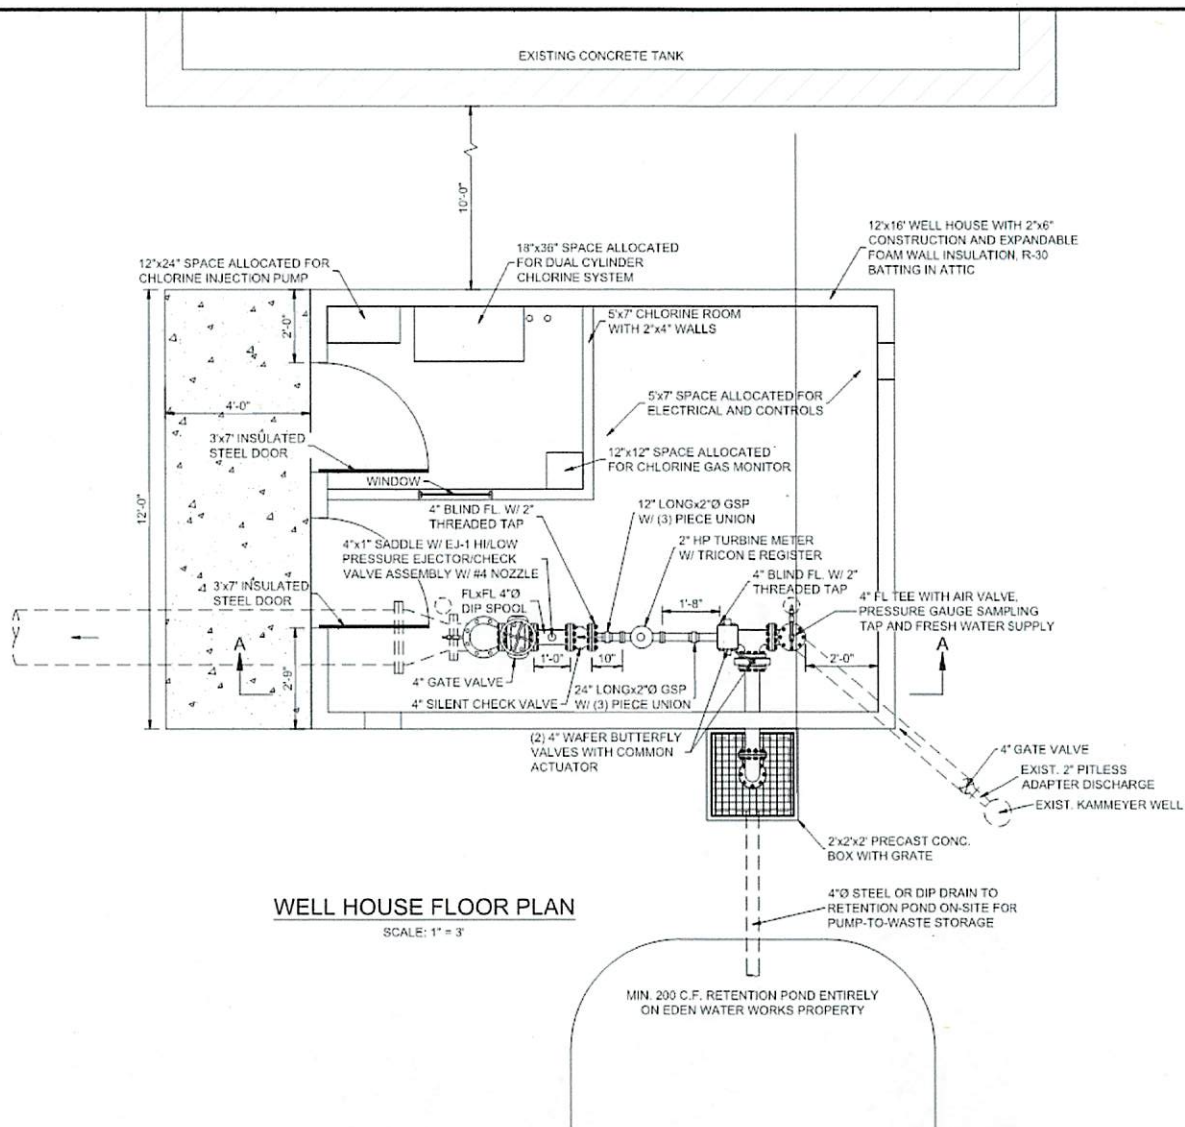 EXISTING CONCRETE TANK
10'-0"
12'x16' WELL HOUSE WITH 2"x6"
CONSTRUCTION AND EXPANDABLE
FOAM WALL INSULATION, R-30
BATTING IN ATTIC
18"x36" SPACE ALLOCATED
FOR DUAL CYLINDER
CHLORINE SYSTEM
12"x24" SPACE ALLOCATED FOR
CHLORINE INJECTION PUMP
2'-0"
5'x7' CHLORINE ROOM
WITH 2"x4" WALLS
4'-0"
5'x7' SPACE ALLOCATED FOR
ELECTRICAL AND CONTROLS
3'x7' INSULATED
STEEL DOOR
12"x12" SPACE ALLOCATED
FOR CHLORINE GAS MONITOR
WINDOW
12'-0"
4" BLIND FL. W/ 2"
THREADED TAP
12" LONGx2"Ø GSP
W/ (3) PIECE UNION
4"x1" SADDLE W/ EJ-1 HI/LOW
PRESSURE EJECTOR/CHECK
VALVE ASSEMBLY W/ #4 NOZZLE
2" HP TURBINE METER
W/ TRICON E REGISTER
4" BLIND FL. W/ 2"
THREADED TAP
3'x7' INSULATED
STEEL DOOR
FLxFL 4"Ø
DIP SPOOL
1'-8"
4" FL TEE WITH AIR VALVE,
PRESSURE GAUGE SAMPLING
TAP AND FRESH WATER SUPPLY
A
A
1'-0"
10"
2'-0"
2'-9"
4" GATE VALVE
4" SILENT CHECK VALVE
24" LONGx2"Ø GSP
W/ (3) PIECE UNION
(2) 4" WAFER BUTTERFLY
VALVES WITH COMMON
ACTUATOR
4" GATE VALVE
EXIST. 2" PITLESS
ADAPTER DISCHARGE
EXIST. KAMMEYER WELL
2'x2'x2' PRECAST CONC.
BOX WITH GRATE
4"Ø STEEL OR DIP DRAIN TO
RETENTION POND ON-SITE FOR
PUMP-TO-WASTE STORAGE
WELL HOUSE FLOOR PLAN
SCALE: 1" = 3'
MIN. 200 C.F. RETENTION POND ENTIRELY
ON EDEN WATER WORKS PROPERTY